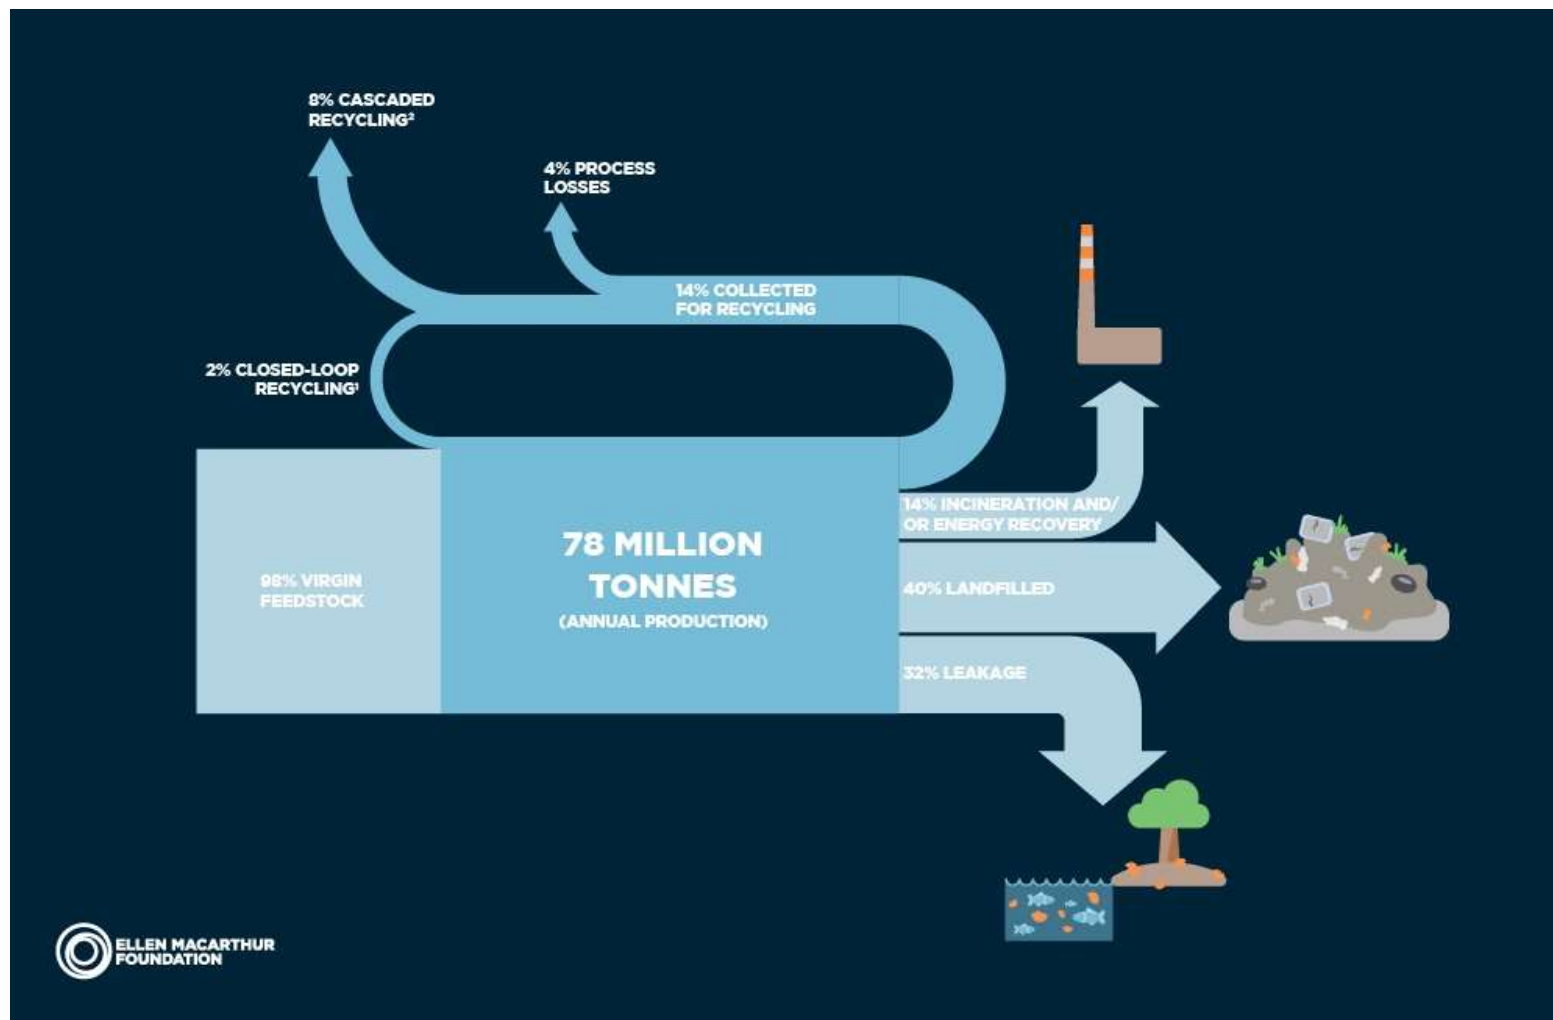 8% CASCADED
RECYCLING²
4% PROCESS
LOSSES
14% COLLECTED
FOR RECYCLING
2% CLOSED-LOOP
RECYCLING¹
98% VIRGIN
FEEDSTOCK
78 MILLION
TONNES
(ANNUAL PRODUCTION)
14% INCINERATION AND/
OR ENERGY RECOVERY
40% LANDFILLED
32% LEAKAGE
ELLEN MACARTHUR
FOUNDATION